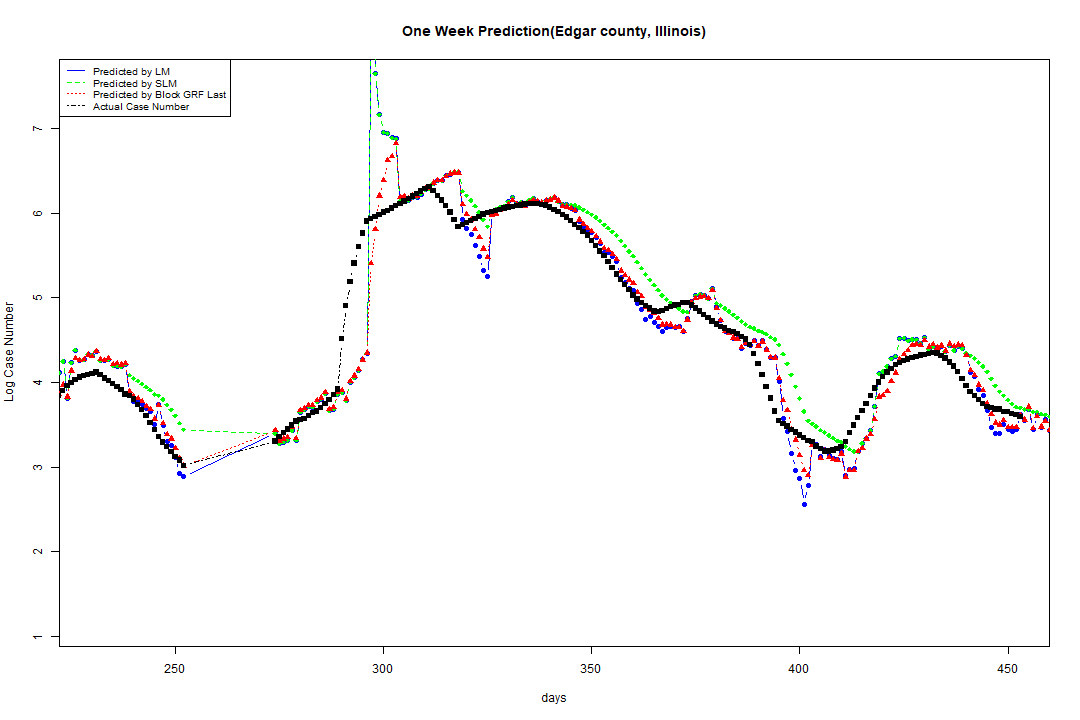 One Week Prediction(Edgar county, Illinois)
Predicted by LM
Predicted by SLM
Predicted by Block GRF Last
Actual Case Number
7
6
5
4
3
2
1
Log Case Number
250 300 350 400 450
days